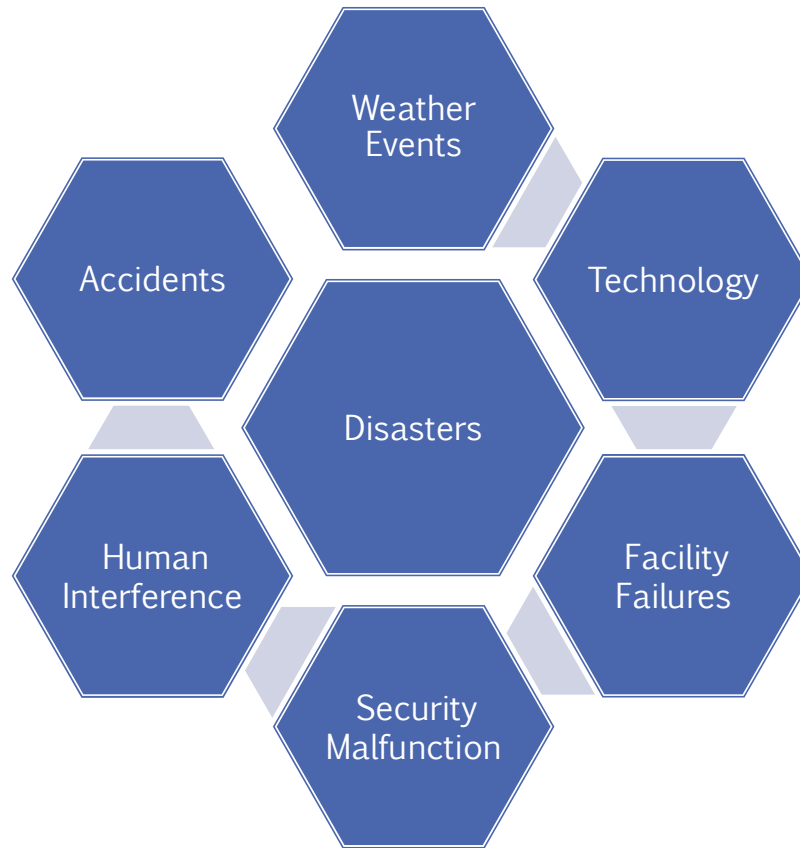 Weather
Events
Accidents
Technology
Disasters
Human
Interference
Facility
Failures
Security
Malfunction